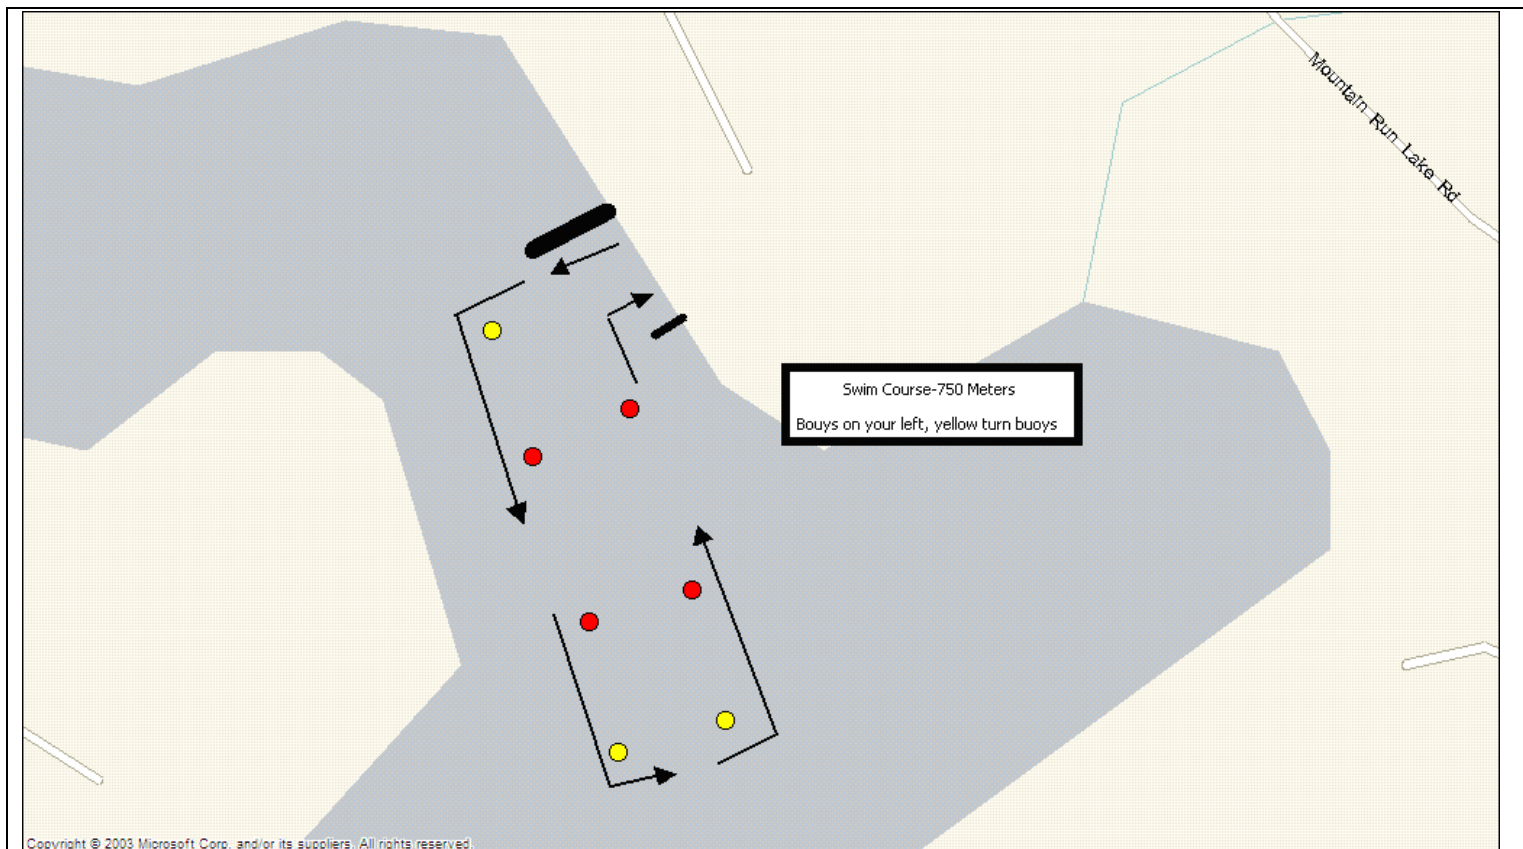 Mountain Run Lake Rd
Swim Course-750 Meters
Bouys on your left, yellow turn buoys
Copyright © 2003 Microsoft Corp. and/or its suppliers. All rights reserved.